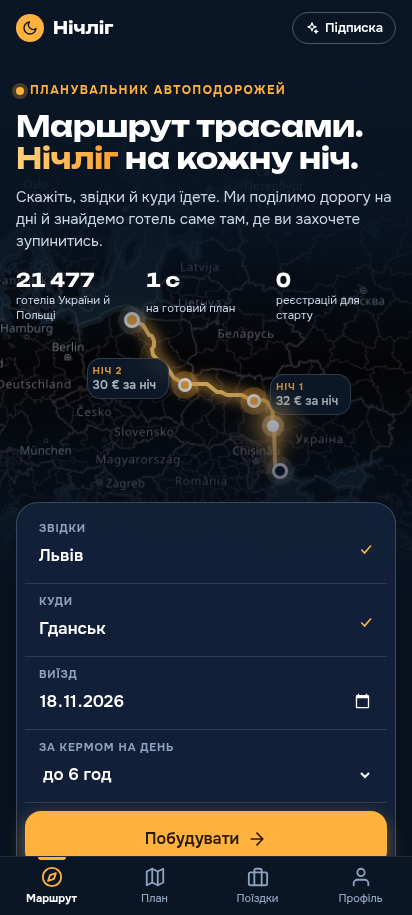 Нічліг
Підписка
ПЛАНУВАЛЬНИК АВТОПОДОРОЖЕЙ
Маршрут трасами.
Нічліг на кожну ніч.
Скажіть, звідки й куди їдете. Ми поділимо дорогу на
дні й знайдемо готель саме там, де ви захочете
зупинитись.
21 477
готелів України й
Польщі
1 с
на готовий план
0
реєстрацій для
старту
Latvija
Lietuva
Hamburg
Berlin
Беларусь
НІЧ 2
30 € за ніч
НІЧ 1
32 € за ніч
Deutschland
Česko
Slovensko
Україна
München
Magyarország
Chișinău
Zagreb
România
ЗВІДКИ
Львів
КУДИ
Гданськ
ВИЇЗД
18.11.2026
ЗА КЕРМОМ НА ДЕНЬ
до 6 год
Побудувати
Маршрут
План
Поїздки
Профіль